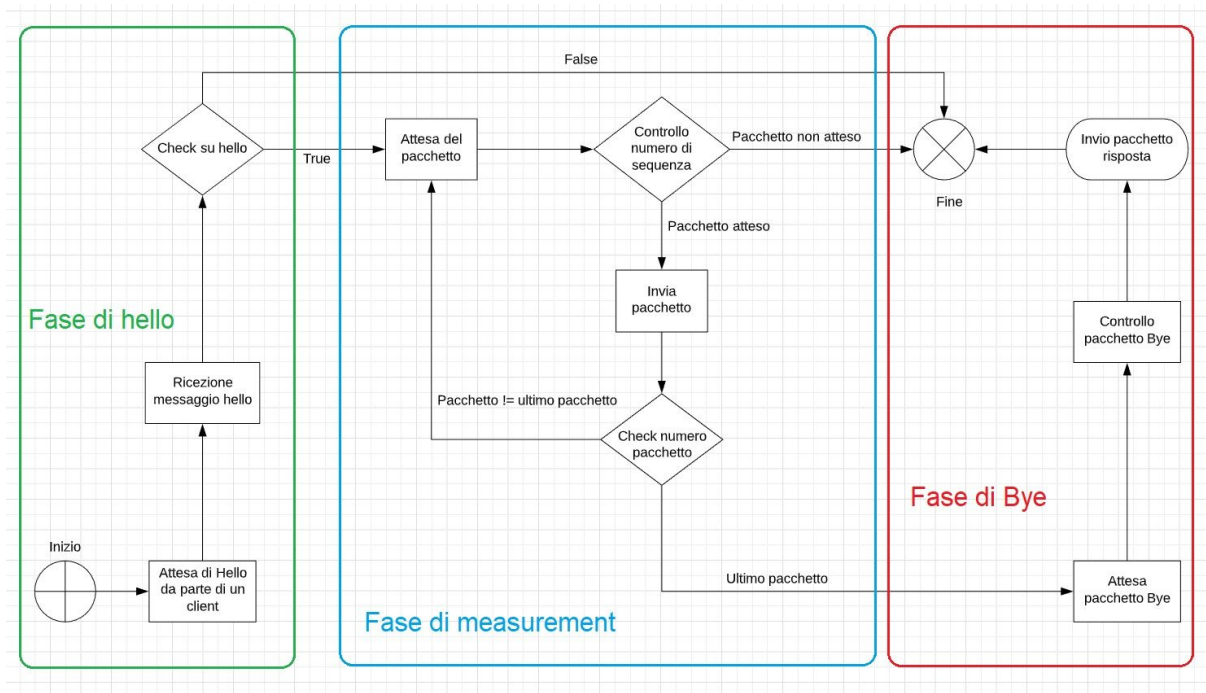 False
Check su hello
True
Attesa del
pacchetto
Controllo
numero di
sequenza
Pacchetto non atteso
Fine
Invio pacchetto
risposta
Pacchetto atteso
Invia
pacchetto
Fase di hello
Controllo
pacchetto Bye
Ricezione
messaggio hello
Pacchetto != ultimo pacchetto
Check numero
pacchetto
Fase di Bye
Inizio
Attesa di Hello
da parte di un
client
Ultimo pacchetto
Attesa
pacchetto Bye
Fase di measurement